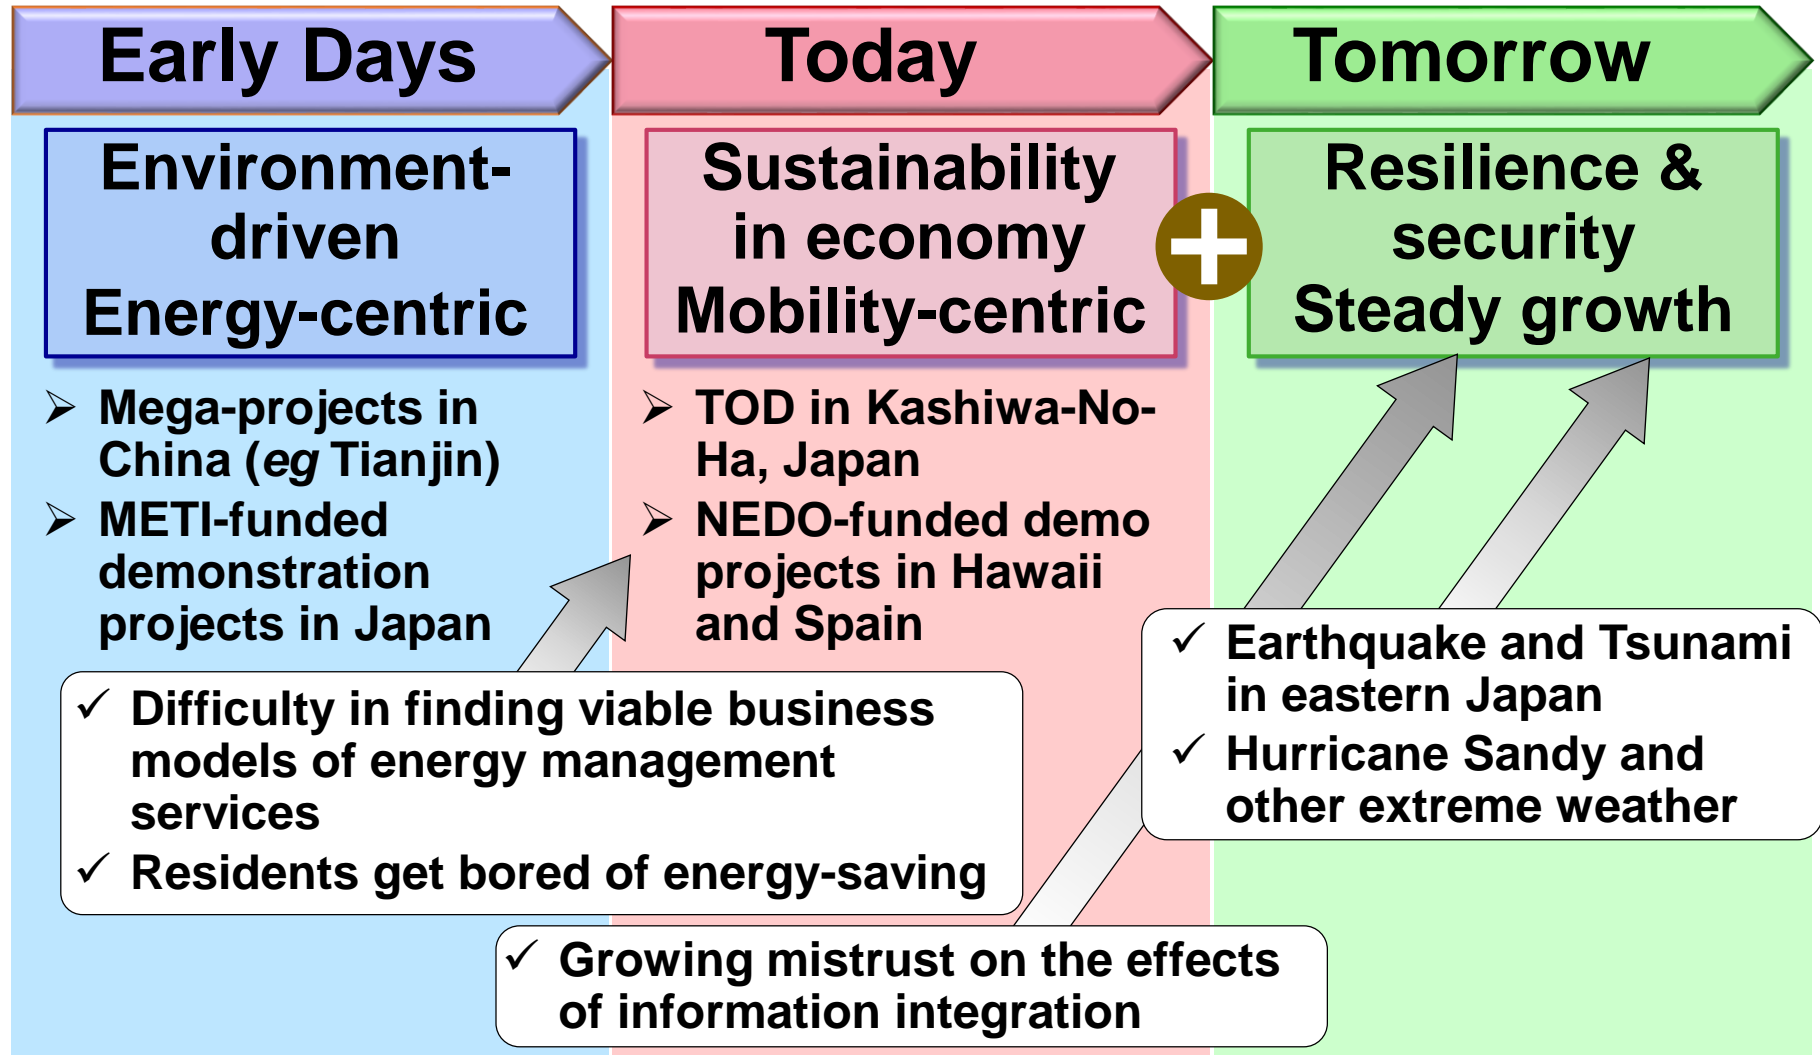 Early Days
Today
Tomorrow
Environment-
driven
Energy-centric
Sustainability
in economy
Mobility-centric
Resilience &
security
Steady growth
➢ Mega-projects in
China (eg Tianjin)
➢ METI-funded
demonstration
projects in Japan
➢ TOD in Kashiwa-No-
Ha, Japan
➢ NEDO-funded demo
projects in Hawaii
and Spain
✓ Difficulty in finding viable business
models of energy management
services
✓ Residents get bored of energy-saving
✓ Earthquake and Tsunami
in eastern Japan
✓ Hurricane Sandy and
other extreme weather
✓ Growing mistrust on the effects
of information integration